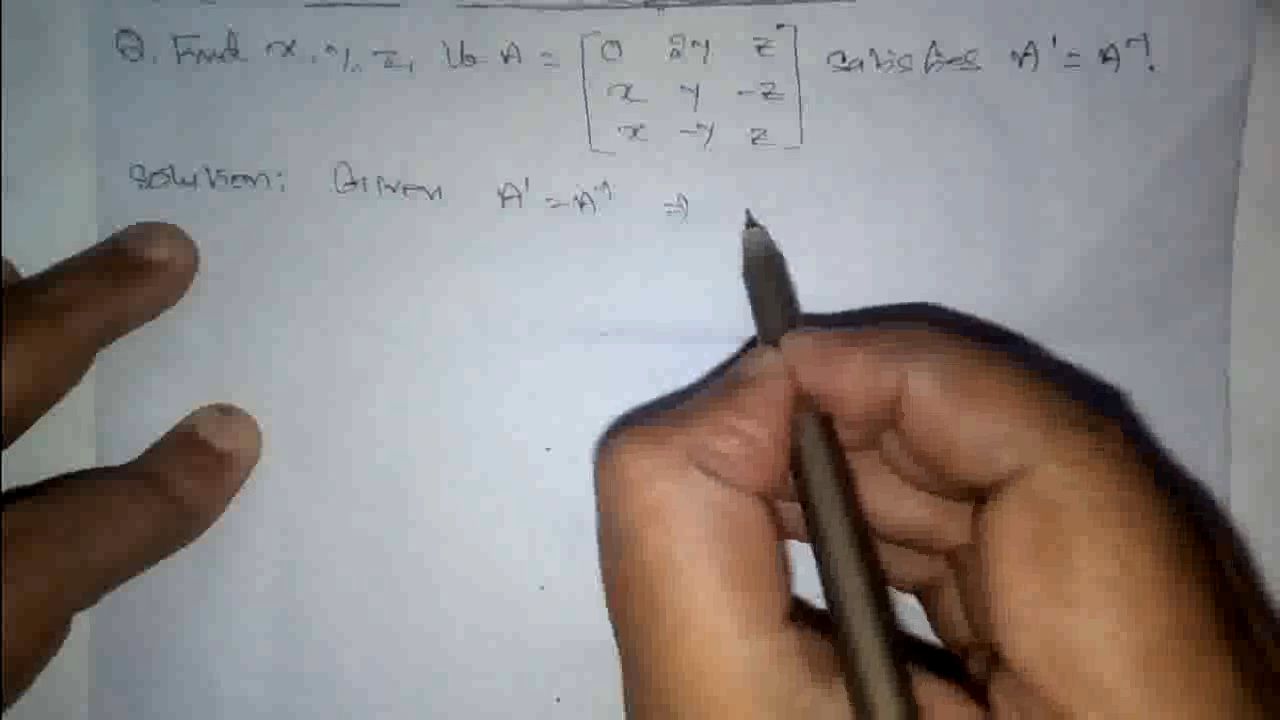 Q. Find x, y, z, if A = [ 0 2y z satisfies A' = A⁻¹.
x y -z
x -y z ]
Solution: Given A' = A⁻¹ ⇒